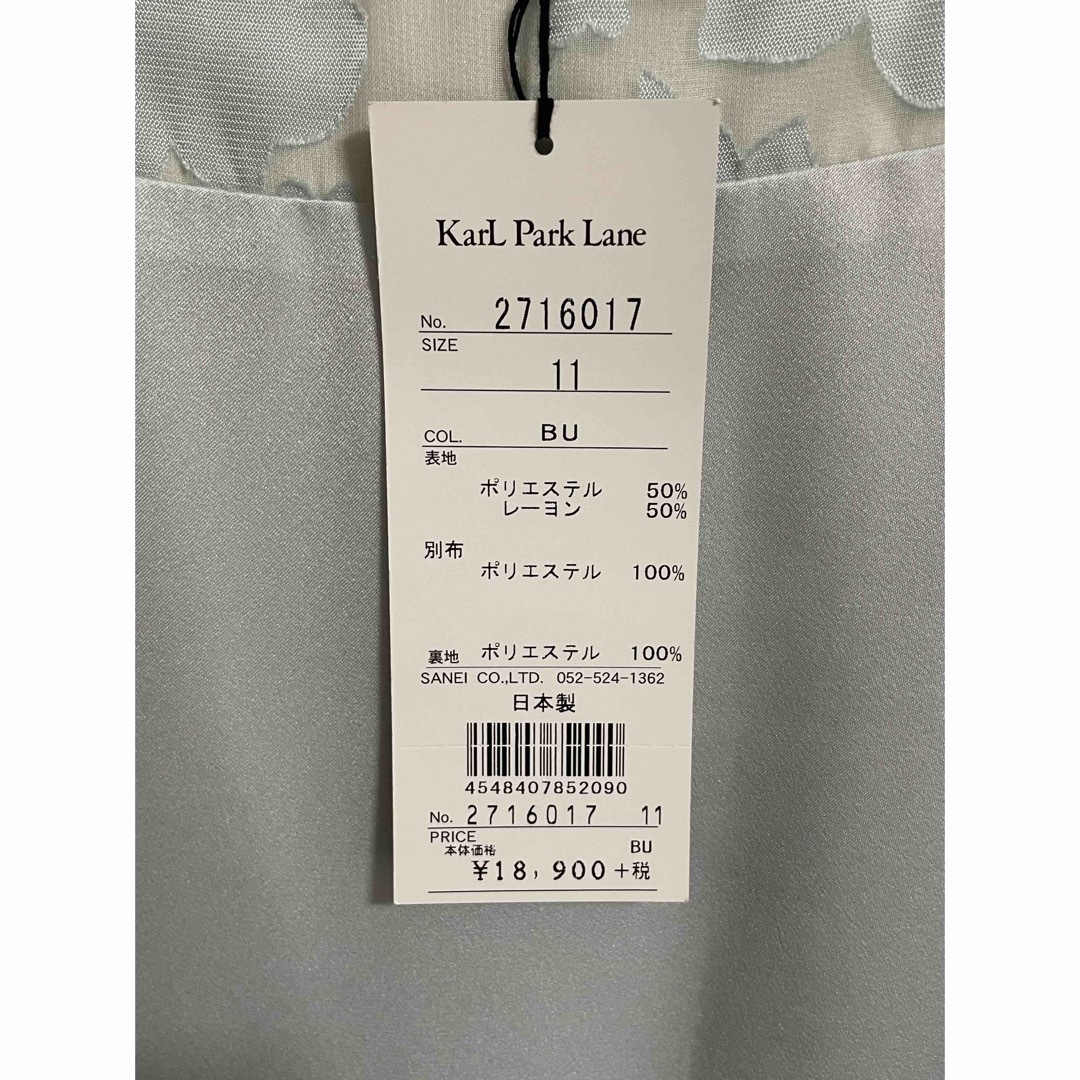 KarL Park Lane
No. 2716017
SIZE
11
COL. BU
表地
ポリエステル 50%
レーヨン 50%
別布
ポリエステル 100%
裏地 ポリエステル 100%
SANEI CO.,LTD. 052-524-1362
日本製
4548407852090
No. 2716017 11
PRICE
本体価格 BU
¥18,900+税